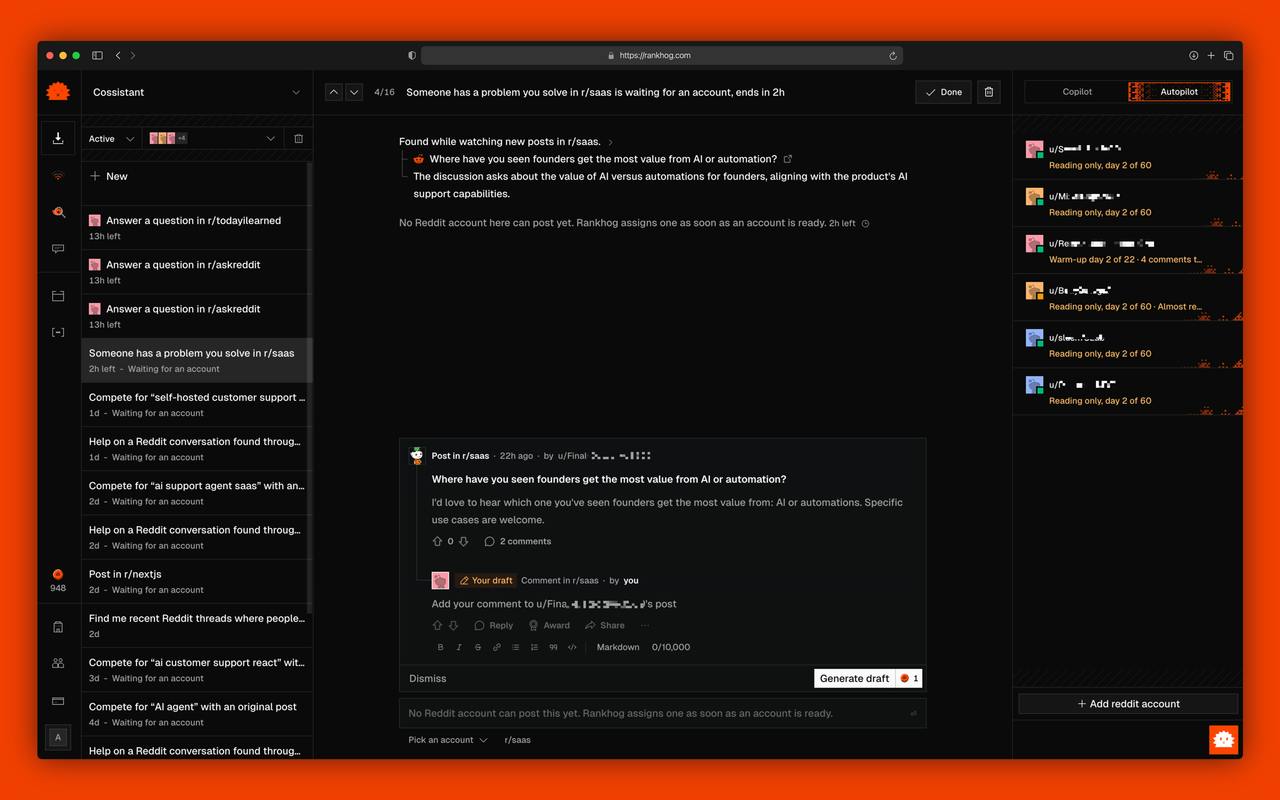 https://rankhog.com
Cossistant
4/16
Someone has a problem you solve in r/saas is waiting for an account, ends in 2h
Done
Copilot
Autopilot
Active
+4
New
Answer a question in r/todayilearned
13h left
Answer a question in r/askreddit
13h left
Answer a question in r/askreddit
13h left
Someone has a problem you solve in r/saas
2h left - Waiting for an account
Compete for “self-hosted customer support ...
1d - Waiting for an account
Help on a Reddit conversation found throug...
1d - Waiting for an account
Compete for “ai support agent saas” with an...
2d - Waiting for an account
Help on a Reddit conversation found throug...
2d - Waiting for an account
Post in r/nextjs
2d - Waiting for an account
Find me recent Reddit threads where people...
2d
Compete for “ai customer support react” wit...
3d - Waiting for an account
Compete for “AI agent” with an original post
4d - Waiting for an account
Help on a Reddit conversation found throug...
948
A
Found while watching new posts in r/saas.
Where have you seen founders get the most value from AI or automation?
The discussion asks about the value of AI versus automations for founders, aligning with the product's AI
support capabilities.
No Reddit account here can post yet. Rankhog assigns one as soon as an account is ready. 2h left
Post in r/saas · 22h ago · by u/Final
Where have you seen founders get the most value from AI or automation?
I'd love to hear which one you've seen founders get the most value from: AI or automations. Specific
use cases are welcome.
0
2 comments
Your draft
Comment in r/saas · by you
Add your comment to u/Fina 's post
Reply
Award
Share
...
B I S 99 </> Markdown 0/10,000
Dismiss
Generate draft
1
No Reddit account can post this yet. Rankhog assigns one as soon as an account is ready.
Pick an account
r/saas
u/S
Reading only, day 2 of 60
u/Mi
Reading only, day 2 of 60
u/Re
Warm-up day 2 of 22 · 4 comments t...
u/B
Reading only, day 2 of 60 · Almost re...
u/sl
Reading only, day 2 of 60
u/
Reading only, day 2 of 60
+ Add reddit account